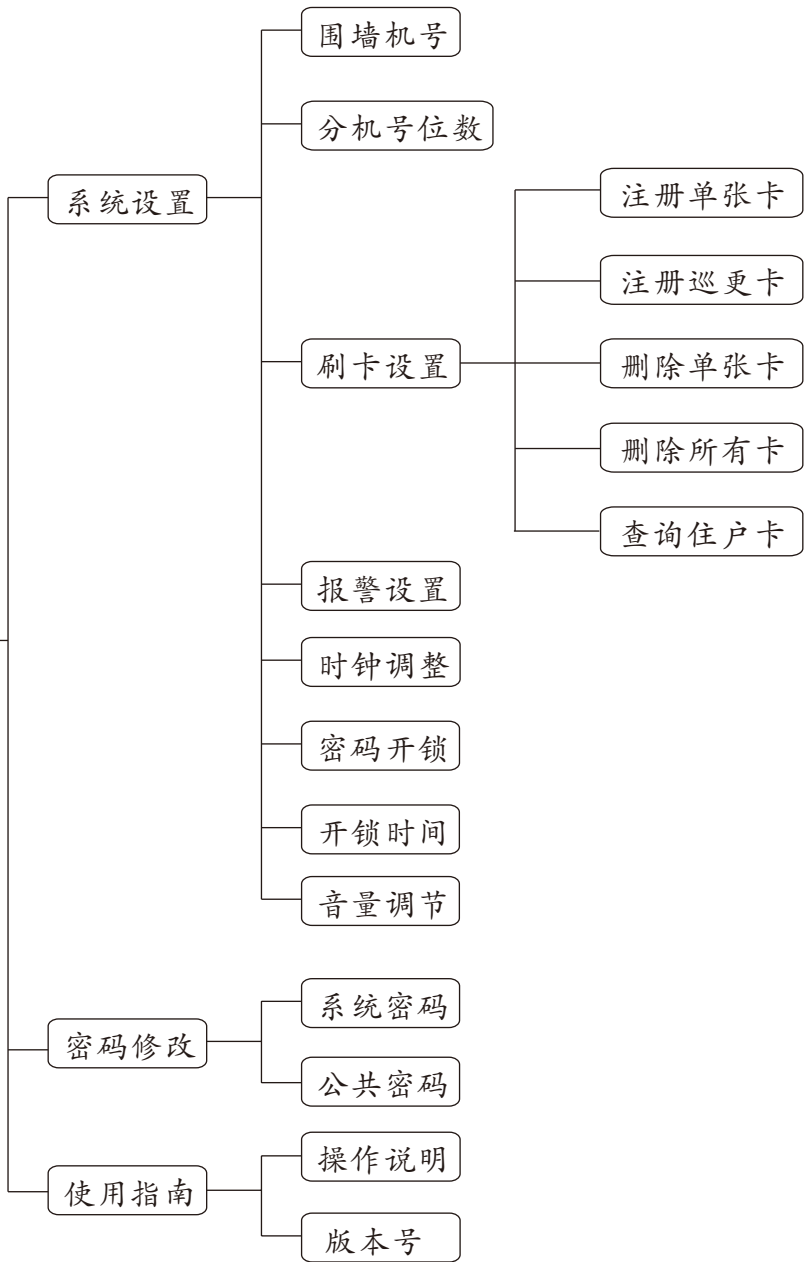 围墙机号
分机号位数
系统设置
注册单张卡
注册巡更卡
刷卡设置
删除单张卡
删除所有卡
查询住户卡
报警设置
时钟调整
密码开锁
开锁时间
音量调节
系统密码
密码修改
公共密码
操作说明
使用指南
版本号